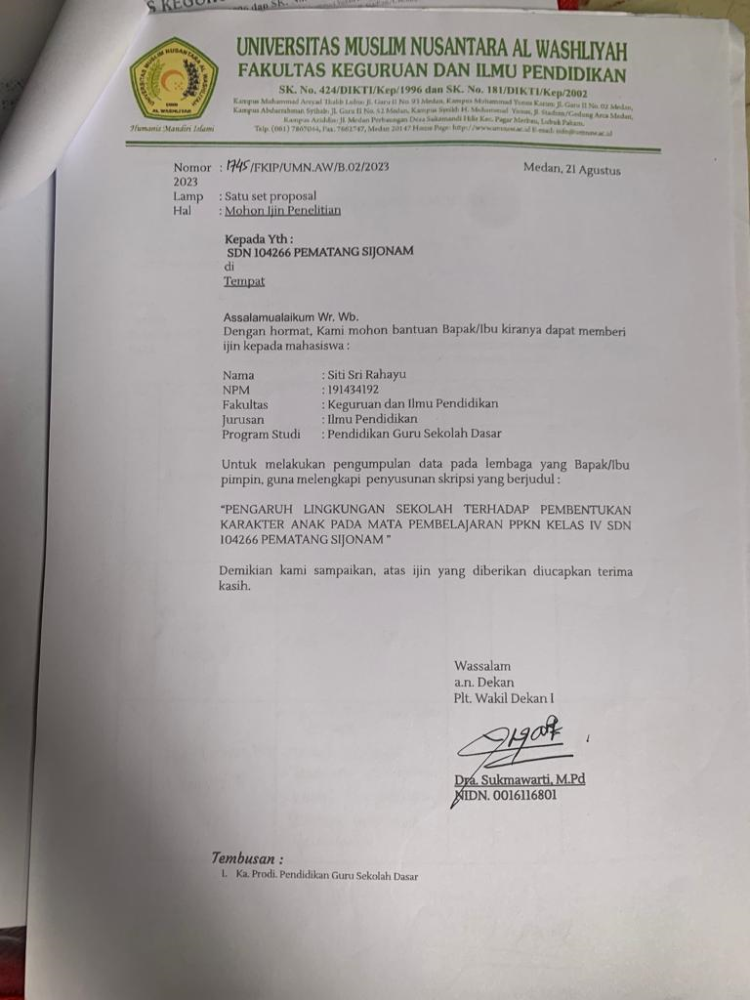 UNIVERSITAS MUSLIM NUSANTARA AL WASHLIYAH
FAKULTAS KEGURUAN DAN ILMU PENDIDIKAN
SK. No. 424/DIKTI/Kep/1996 dan SK. No. 181/DIKTI/Kep/2002
Kampus Muhammad Arsyad Thalib Lubis: Jl. Garu II No. 93 Medan, Kampus Muhammad Yunus Karim: Jl. Garu II No. 02 Medan,
Kampus Abdurrahman Syihab: Jl. Garu II No. 52 Medan, Kampus Syeikh H. Muhammad Yunus, Jl. Stadion/Gedung Arca Medan,
Kampus Aziddin: Jl. Medan Perbaungan Desa Sukamandi Hilir Kec. Pagar Merbau, Lubuk Pakam.
Telp. (061) 7867044, Fax. 7862747, Medan 20147 Home Page: http://www.umnaw.ac.id E-mail: info@umnaw.ac.id
UNIVERSITAS MUSLIM NUSANTARA AL WASHLIYAH
UMN
AL WASHLIYAH
Humanis Mandiri Islami
Nomor : 1745/FKIP/UMN.AW/B.02/2023 Medan, 21 Agustus
2023
Lamp : Satu set proposal
Hal : Mohon Ijin Penelitian
Kepada Yth :
SDN 104266 PEMATANG SIJONAM
di
Tempat
Assalamualaikum Wr. Wb.
Dengan hormat, Kami mohon bantuan Bapak/Ibu kiranya dapat memberi
ijin kepada mahasiswa :
Nama : Siti Sri Rahayu
NPM : 191434192
Fakultas : Keguruan dan Ilmu Pendidikan
Jurusan : Ilmu Pendidikan
Program Studi : Pendidikan Guru Sekolah Dasar
Untuk melakukan pengumpulan data pada lembaga yang Bapak/Ibu
pimpin, guna melengkapi penyusunan skripsi yang berjudul :
“PENGARUH LINGKUNGAN SEKOLAH TERHADAP PEMBENTUKAN
KARAKTER ANAK PADA MATA PEMBELAJARAN PPKN KELAS IV SDN
104266 PEMATANG SIJONAM ”
Demikian kami sampaikan, atas ijin yang diberikan diucapkan terima
kasih.
Wassalam
a.n. Dekan
Plt. Wakil Dekan I
Dra. Sukmawarti, M.Pd
NIDN. 0016116801
Tembusan :
1. Ka. Prodi. Pendidikan Guru Sekolah Dasar